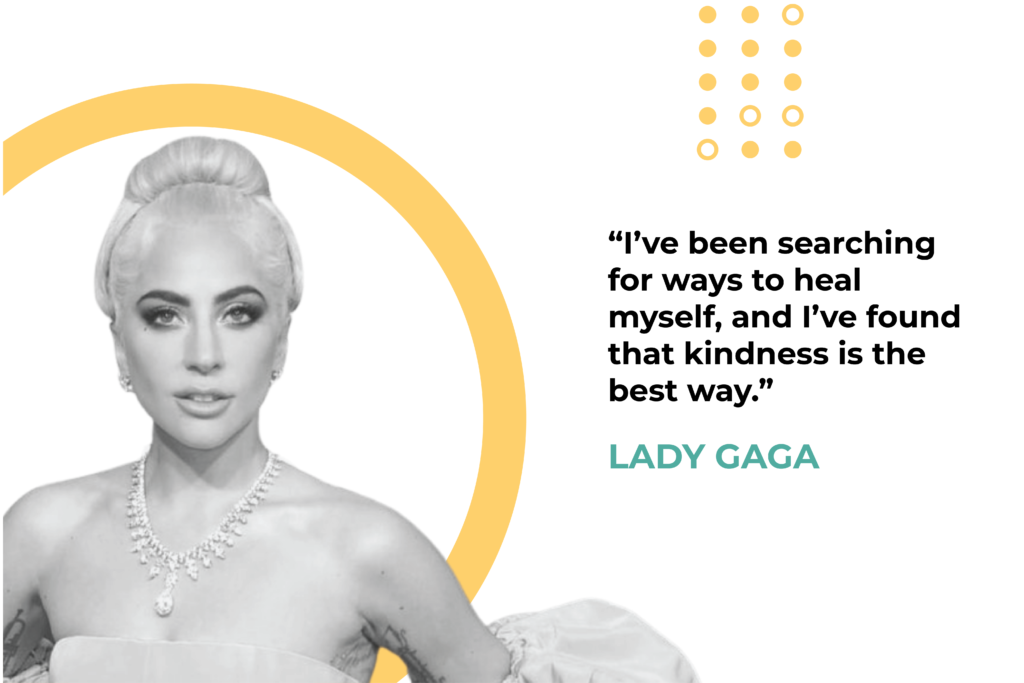 “I’ve been searching
for ways to heal
myself, and I’ve found
that kindness is the
best way.”
LADY GAGA